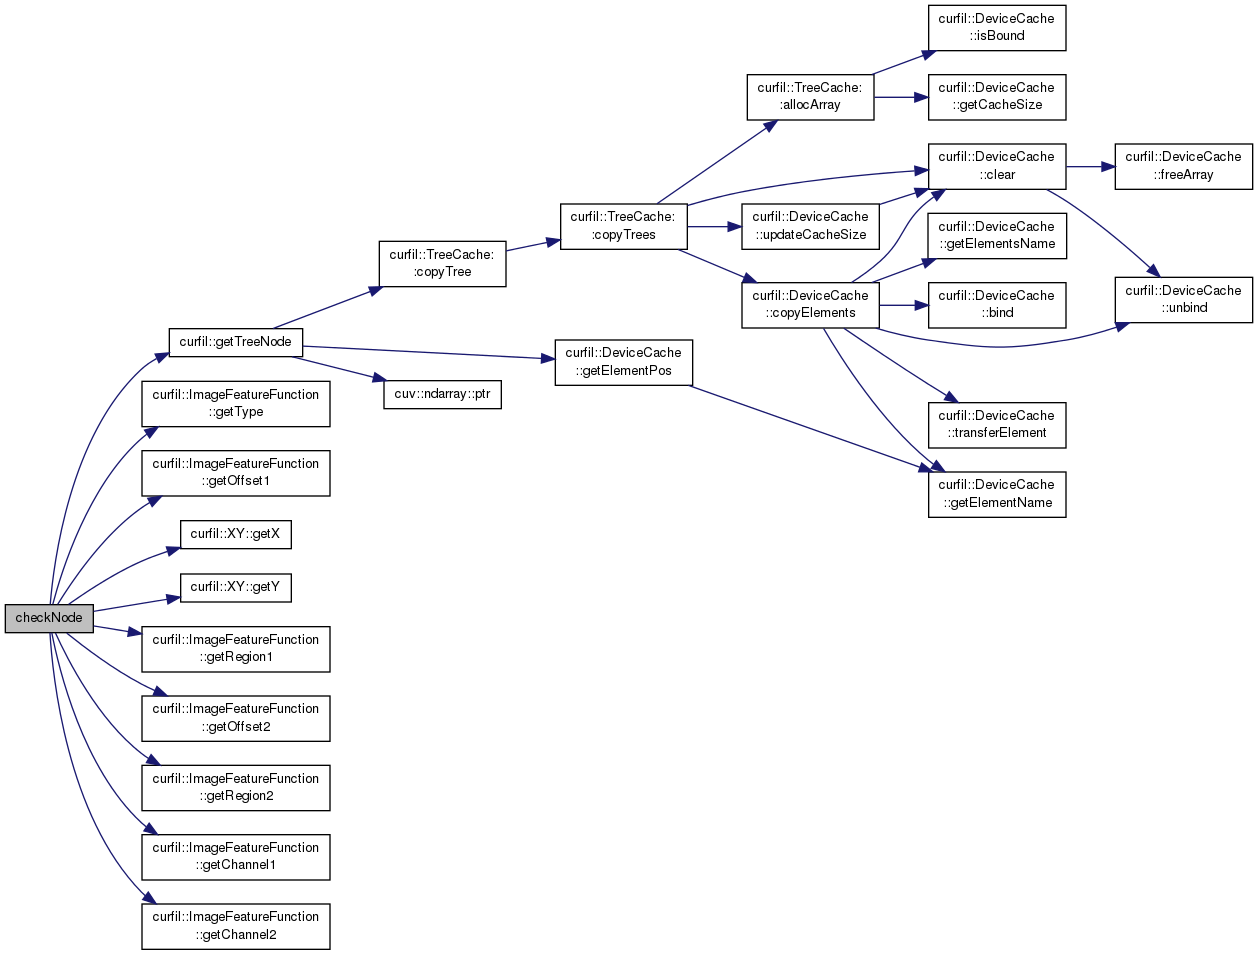 curfil::DeviceCache
::isBound
curfil::TreeCache:
:allocArray
curfil::DeviceCache
::getCacheSize
curfil::DeviceCache
::clear
curfil::DeviceCache
::freeArray
curfil::TreeCache:
:copyTrees
curfil::DeviceCache
::updateCacheSize
curfil::DeviceCache
::getElementsName
curfil::TreeCache:
:copyTree
curfil::DeviceCache
::copyElements
curfil::DeviceCache
::bind
curfil::DeviceCache
::unbind
curfil::getTreeNode
curfil::DeviceCache
::getElementPos
cuv::ndarray::ptr
curfil::ImageFeatureFunction
::getType
curfil::DeviceCache
::transferElement
curfil::ImageFeatureFunction
::getOffset1
curfil::DeviceCache
::getElementName
curfil::XY::getX
curfil::XY::getY
checkNode
curfil::ImageFeatureFunction
::getRegion1
curfil::ImageFeatureFunction
::getOffset2
curfil::ImageFeatureFunction
::getRegion2
curfil::ImageFeatureFunction
::getChannel1
curfil::ImageFeatureFunction
::getChannel2